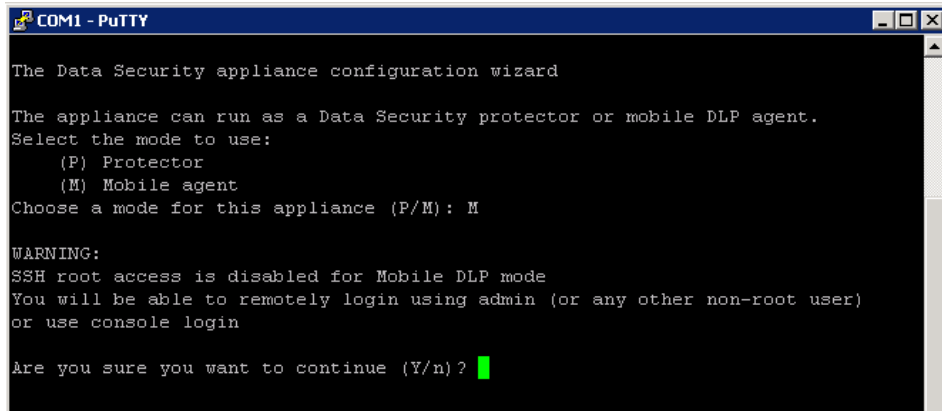 COM1 - PuTTY
The Data Security appliance configuration wizard
The appliance can run as a Data Security protector or mobile DLP agent.
Select the mode to use:
(P) Protector
(M) Mobile agent
Choose a mode for this appliance (P/M): M
WARNING:
SSH root access is disabled for Mobile DLP mode
You will be able to remotely login using admin (or any other non-root user)
or use console login
Are you sure you want to continue (Y/n)?